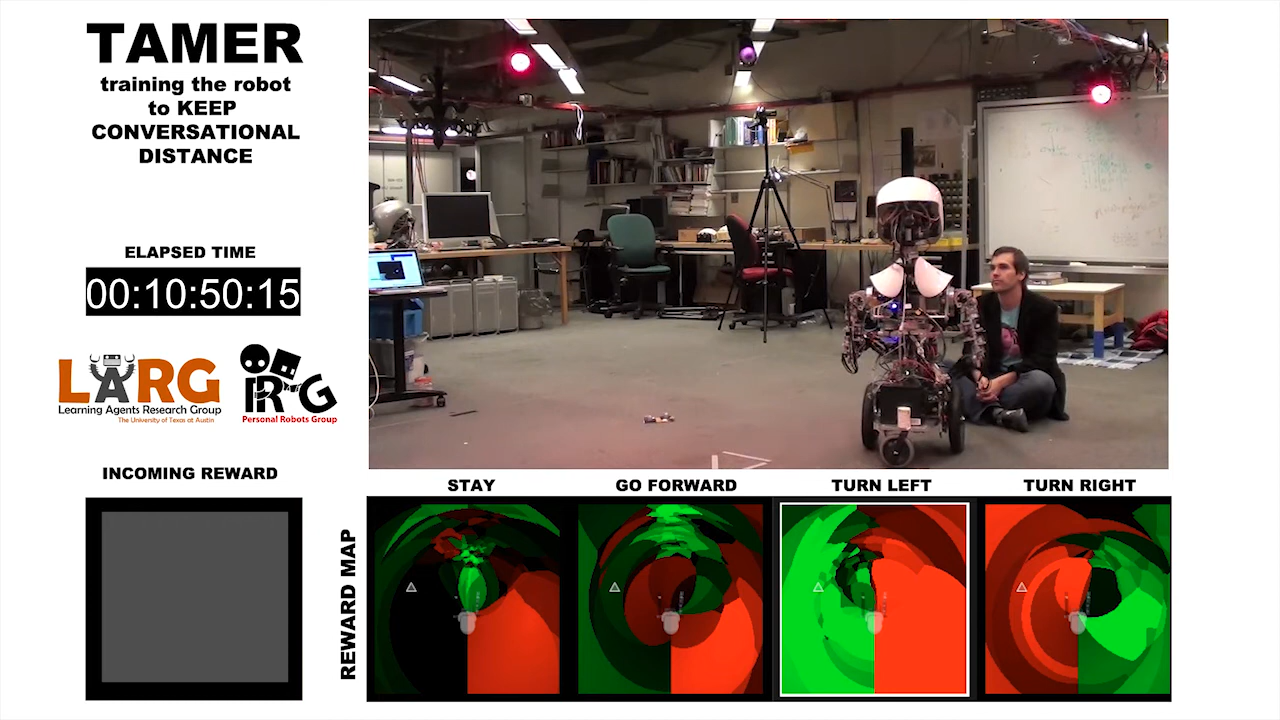 TAMER
training the robot
to KEEP
CONVERSATIONAL
DISTANCE
ELAPSED TIME
00:10:50:15
LARG
Learning Agents Research Group
The University of Texas at Austin
PRG
Personal Robots Group
INCOMING REWARD
REWARD MAP
STAY
GO FORWARD
TURN LEFT
TURN RIGHT